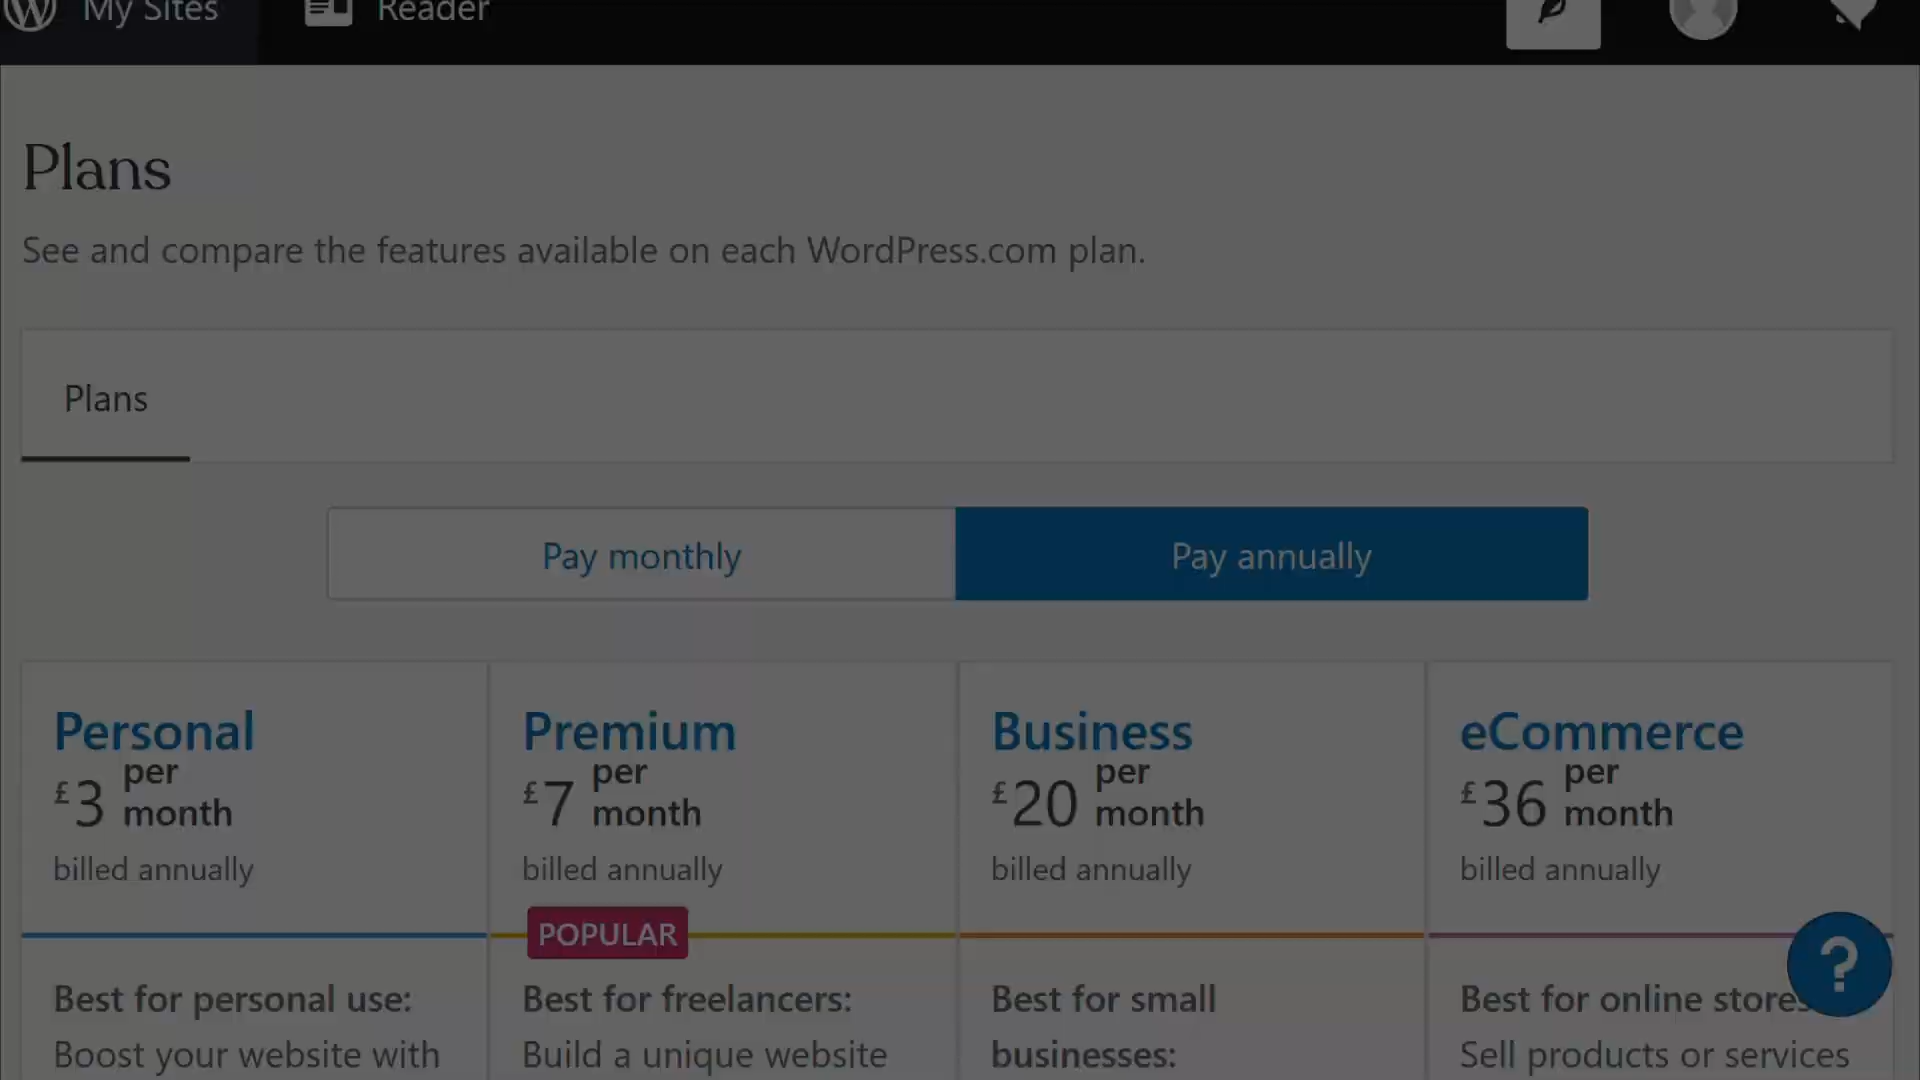 My Sites
Reader
Plans
See and compare the features available on each WordPress.com plan.
Plans
Pay monthly
Pay annually
Personal
£3 per month
billed annually
Premium
£7 per month
billed annually
POPULAR
Business
£20 per month
billed annually
eCommerce
£36 per month
billed annually
?
Best for personal use:
Boost your website with
Best for freelancers:
Build a unique website
Best for small
businesses:
Best for online stores
Sell products or services